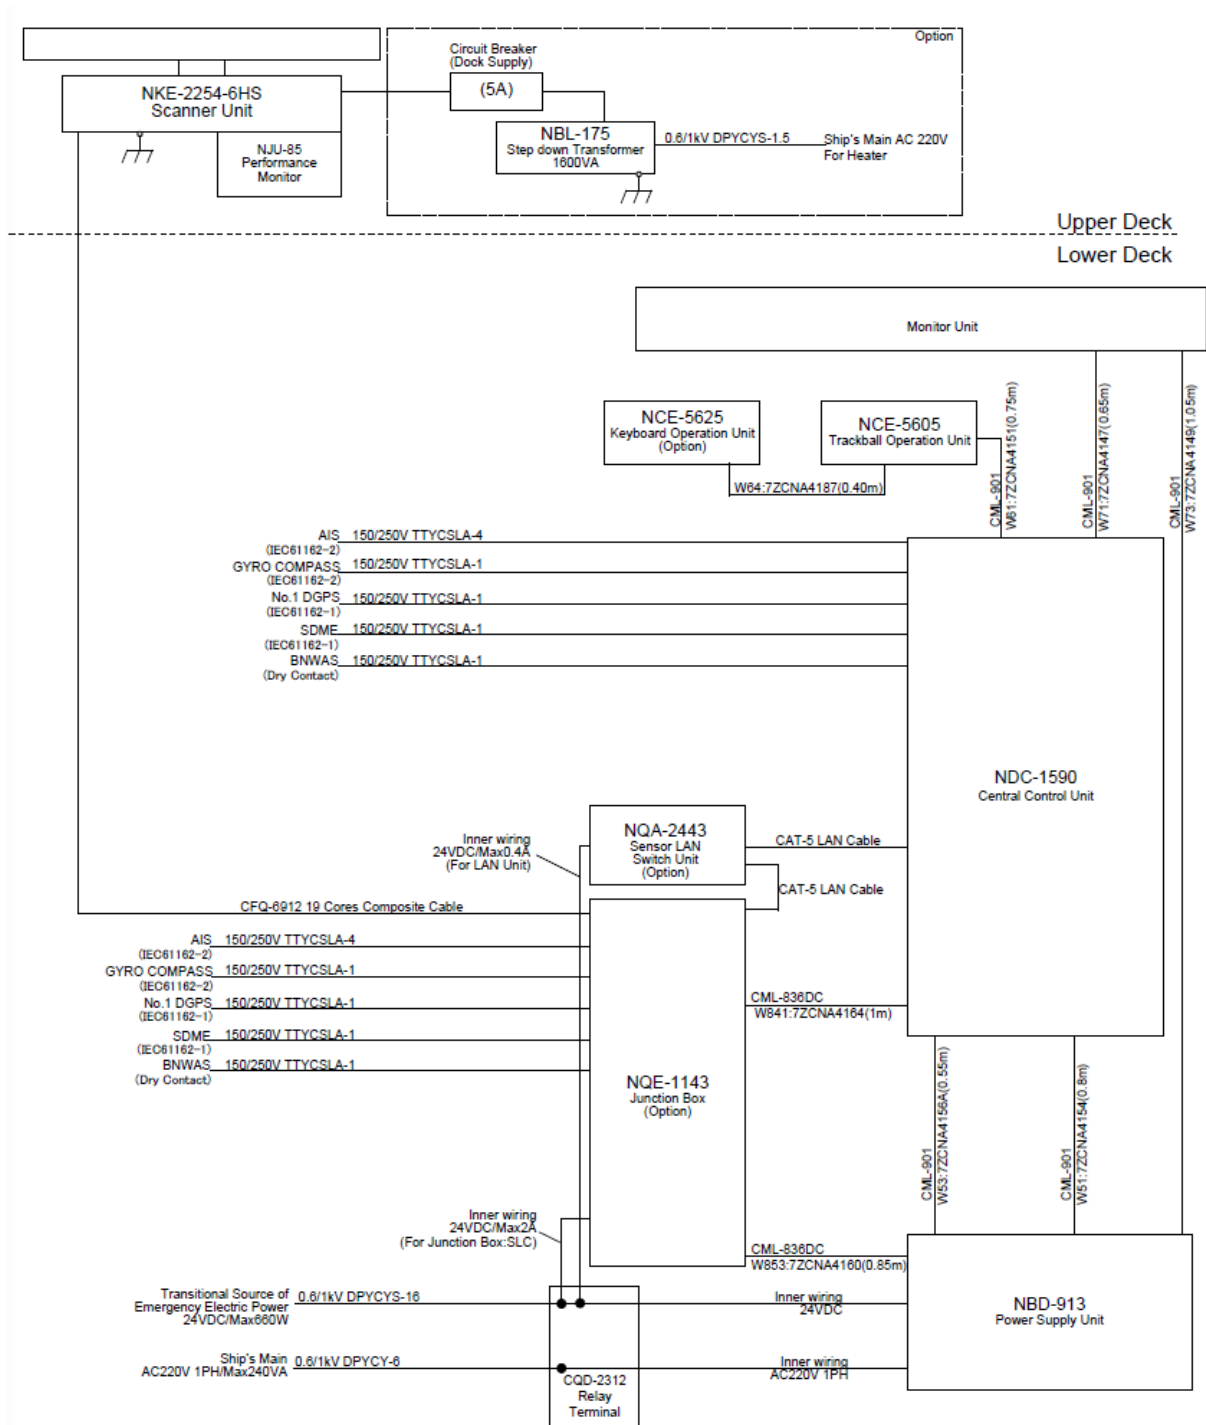 Option
Circuit Breaker
(Dock Supply)
(5A)
NKE-2254-6HS
Scanner Unit
NJU-85
Performance
Monitor
NBL-175
Step down Transformer
1600VA
0.6/1kV DPYCYS-1.5
Ship's Main AC 220V
For Heater
Upper Deck
Lower Deck
Monitor Unit
NCE-5625
Keyboard Operation Unit
(Option)
NCE-5605
Trackball Operation Unit
W64:7ZCNA4187(0.40m)
CML-901
W61:7ZCNA4151(0.75m)
CML-901
W71:7ZCNA4147(0.65m)
CML-901
W73:7ZCNA4149(1.05m)
AIS 150/250V TTYCSLA-4
(IEC61162-2)
GYRO COMPASS 150/250V TTYCSLA-1
(IEC61162-2)
No.1 DGPS 150/250V TTYCSLA-1
(IEC61162-1)
SDME 150/250V TTYCSLA-1
(IEC61162-1)
BNWAS 150/250V TTYCSLA-1
(Dry Contact)
NDC-1590
Central Control Unit
NQA-2443
Sensor LAN
Switch Unit
(Option)
CAT-5 LAN Cable
CAT-5 LAN Cable
Inner wiring
24VDC/Max0.4A
(For LAN Unit)
CFQ-6912 19 Cores Composite Cable
AIS 150/250V TTYCSLA-4
(IEC61162-2)
GYRO COMPASS 150/250V TTYCSLA-1
(IEC61162-2)
No.1 DGPS 150/250V TTYCSLA-1
(IEC61162-1)
SDME 150/250V TTYCSLA-1
(IEC61162-1)
BNWAS 150/250V TTYCSLA-1
(Dry Contact)
CML-836DC
W841:7ZCNA4164(1m)
NQE-1143
Junction Box
(Option)
CML-901
W53:7ZCNA4156A(0.55m)
CML-901
W51:7ZCNA4154(0.8m)
Inner wiring
24VDC/Max2A
(For Junction Box:SLC)
CML-836DC
W853:7ZCNA4160(0.85m)
Transitional Source of
Emergency Electric Power
24VDC/Max660W
0.6/1kV DPYCYS-16
Inner wiring
24VDC
NBD-913
Power Supply Unit
Ship's Main
AC220V 1PH/Max240VA
0.6/1kV DPYCY-6
Inner wiring
AC220V 1PH
CQD-2312
Relay
Terminal